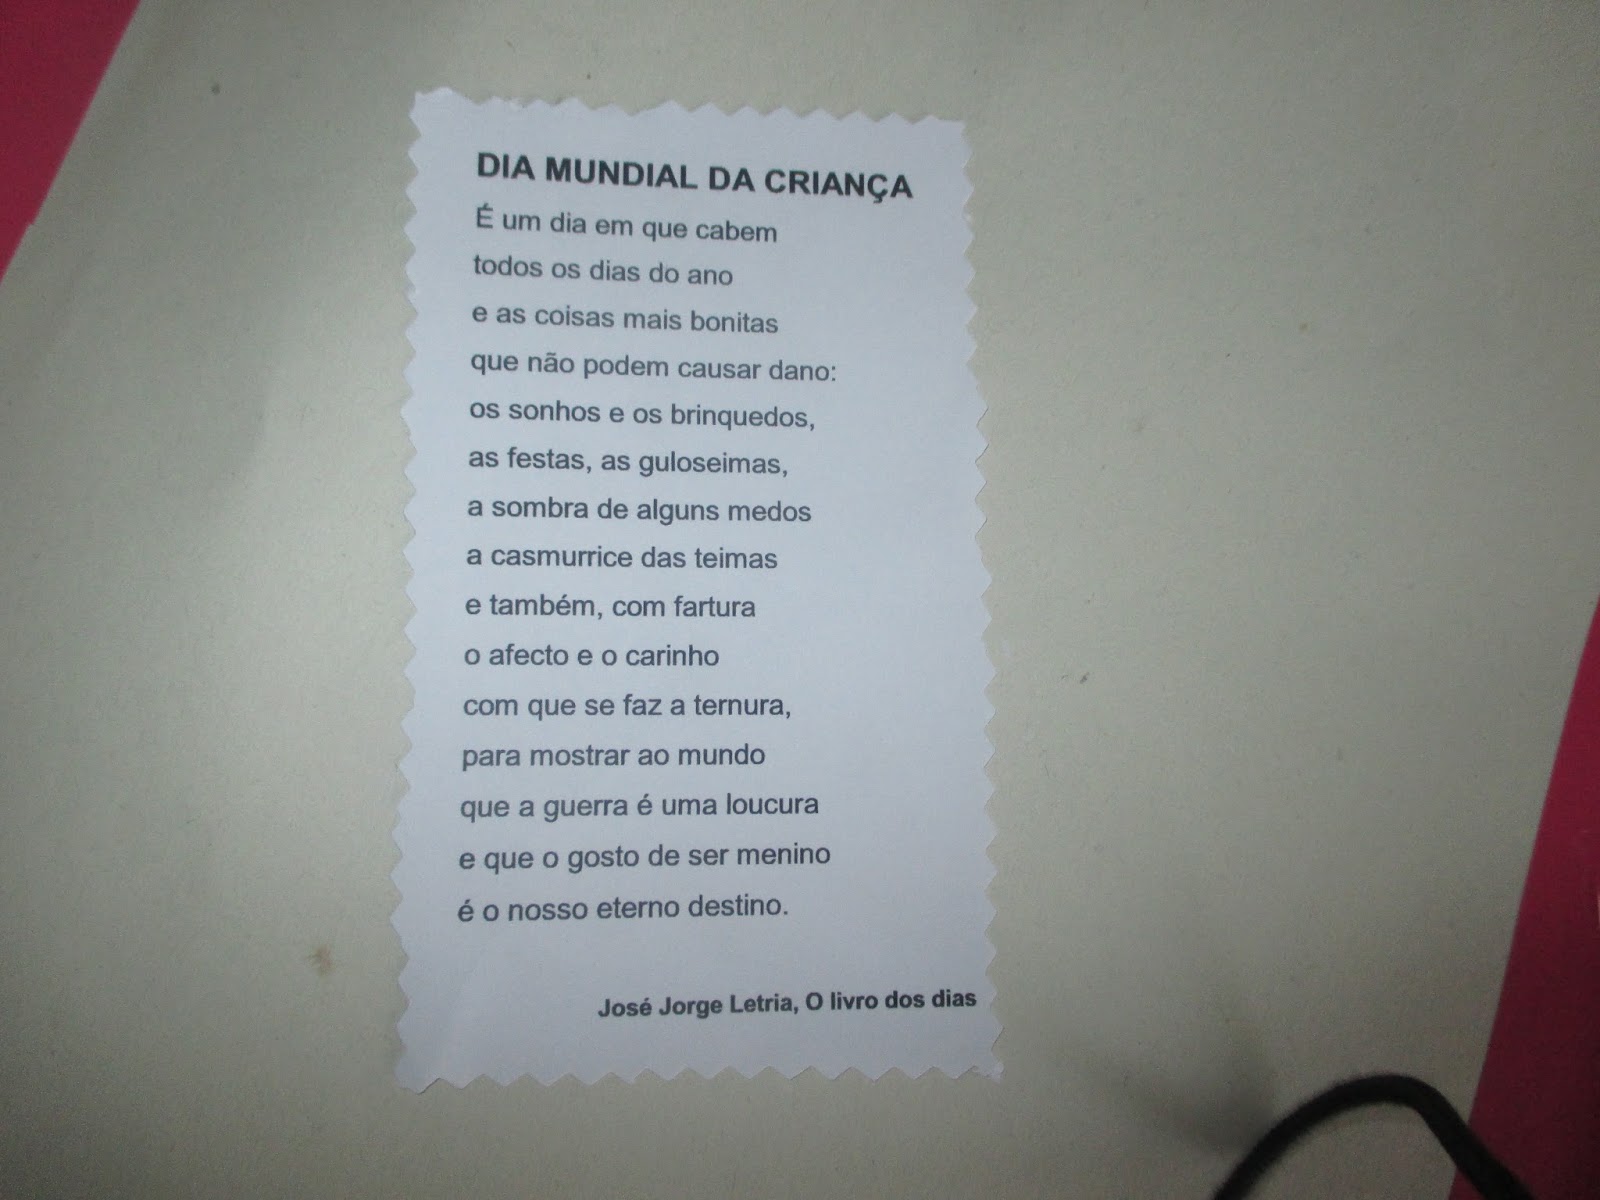 DIA MUNDIAL DA CRIANÇA
É um dia em que cabem
todos os dias do ano
e as coisas mais bonitas
que não podem causar dano:
os sonhos e os brinquedos,
as festas, as guloseimas,
a sombra de alguns medos
a casmurrice das teimas
e também, com fartura
o afecto e o carinho
com que se faz a ternura,
para mostrar ao mundo
que a guerra é uma loucura
e que o gosto de ser menino
é o nosso eterno destino.
José Jorge Letria, O livro dos dias